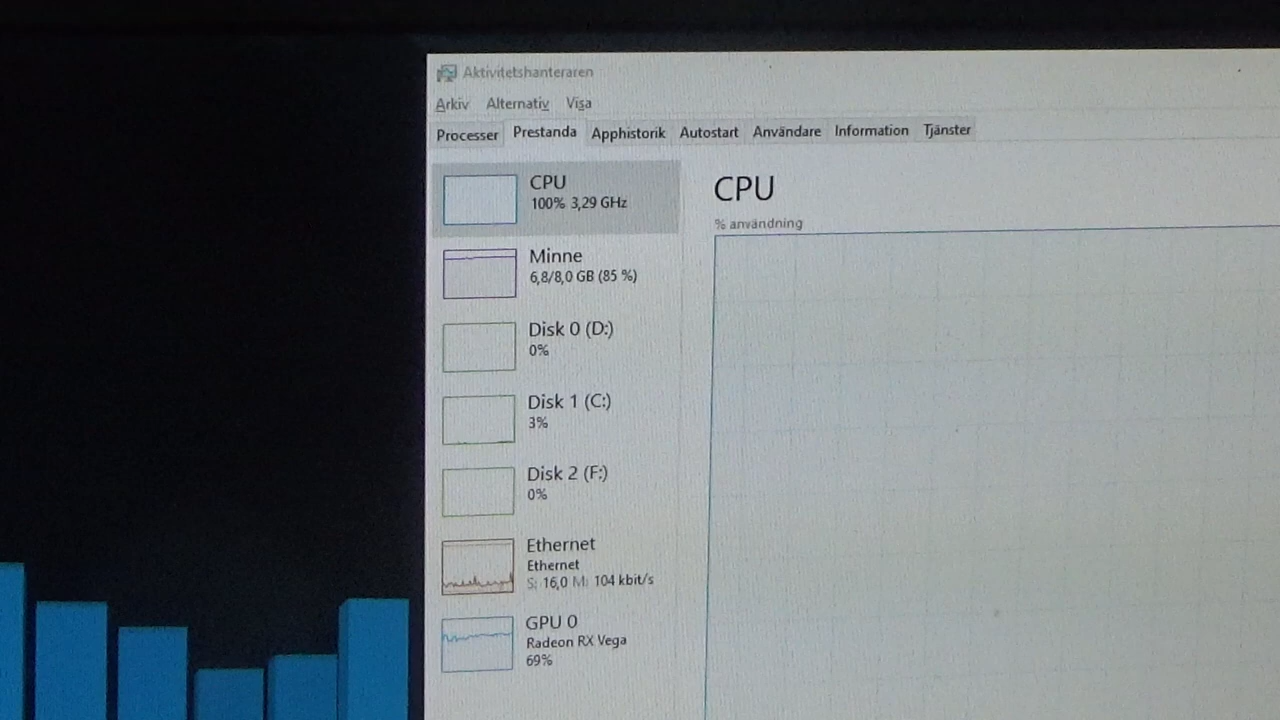 Aktivitetshanteraren
Arkiv Alternativ Visa
Processer Prestanda Apphistorik Autostart Användare Information Tjänster
CPU
100% 3,29 GHz
Minne
6,8/8,0 GB (85 %)
Disk 0 (D:)
0%
Disk 1 (C:)
3%
Disk 2 (F:)
0%
Ethernet
Ethernet
S: 16,0 M: 104 kbit/s
GPU 0
Radeon RX Vega
69%
CPU
% användning